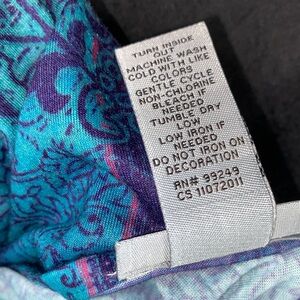 TURN INSIDE
OUT
MACHINE WASH
COLD WITH LIKE
COLORS
GENTLE CYCLE
NON-CHLORINE
BLEACH IF
NEEDED
TUMBLE DRY
LOW
LOW IRON IF
NEEDED
DO NOT IRON ON
DECORATION
RN# 99249
CS 11072011